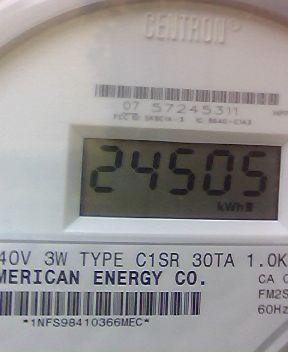 CENTRON®
07 57245311
24505
kWh
40V 3W TYPE C1SR 30TA 1.0K
MERICAN ENERGY CO.
CA
FM2S
60Hz
*1NFS98410366MEC*